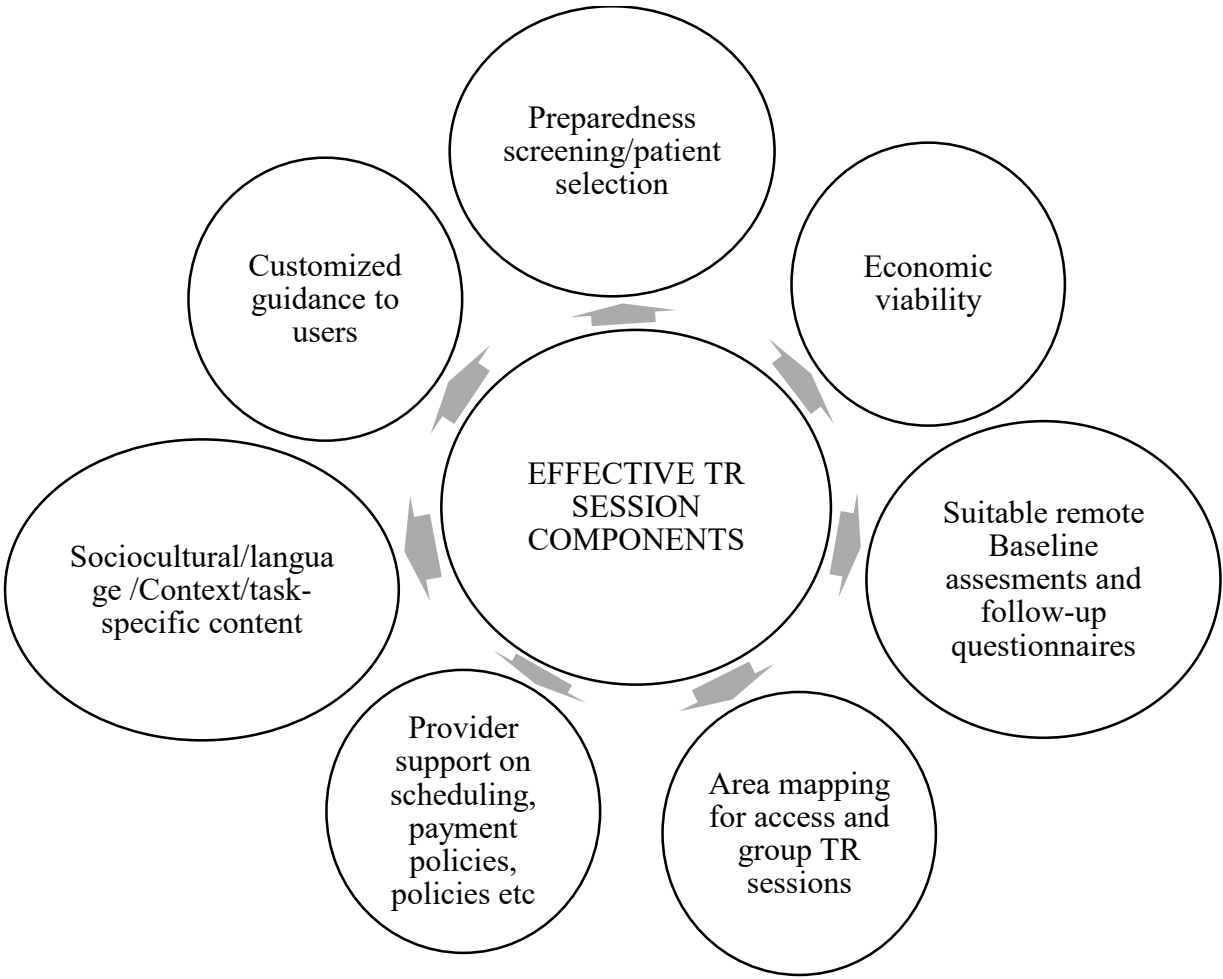 Preparedness
screening/patient
selection
Economic
viability
Suitable remote
Baseline
assesments and
follow-up
questionnaires
Area mapping
for access and
group TR
sessions
Provider
support on
scheduling,
payment
policies,
policies etc
Sociocultural/langua
ge /Context/task-
specific content
Customized
guidance to
users
EFFECTIVE TR
SESSION
COMPONENTS